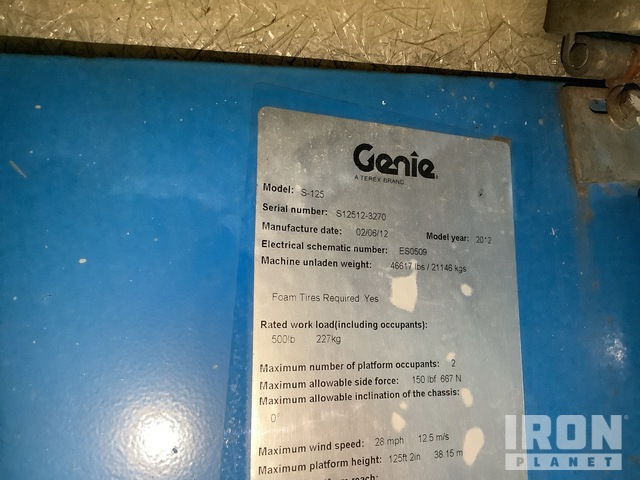 Genie
A TEREX BRAND
Model: S-125
Serial number: S12512-3270
Manufacture date: 02/06/12 Model year: 2012
Electrical schematic number: ES0509
Machine unladen weight: 46617 lbs / 21146 kgs
Foam Tires Required Yes
Rated work load(including occupants):
500lb 227kg
Maximum number of platform occupants: 2
Maximum allowable side force: 150 lbf 667 N
Maximum allowable inclination of the chassis:
0°
Maximum wind speed: 28 mph 12.5 m/s
Maximum platform height: 125ft 2in 38.15 m
reach:
IRON
PLANET